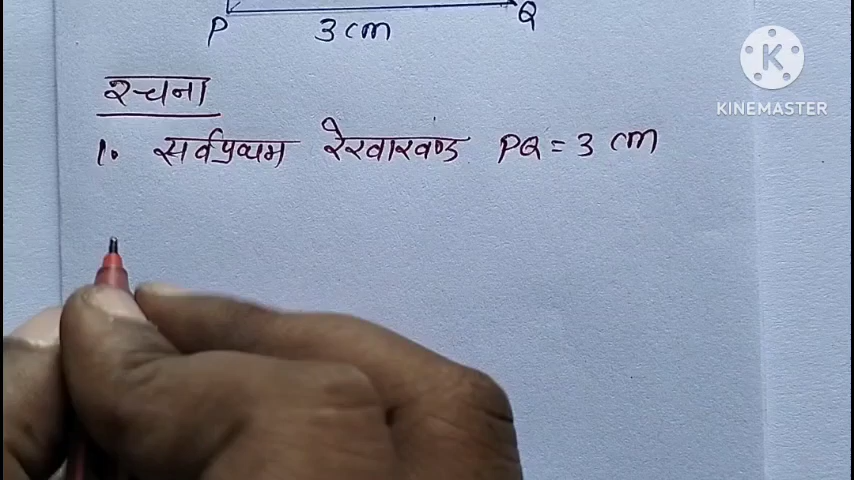 P 3 cm Q
रचना
1. सर्वप्रथम रेखाखण्ड PQ = 3 cm
KINEMASTER